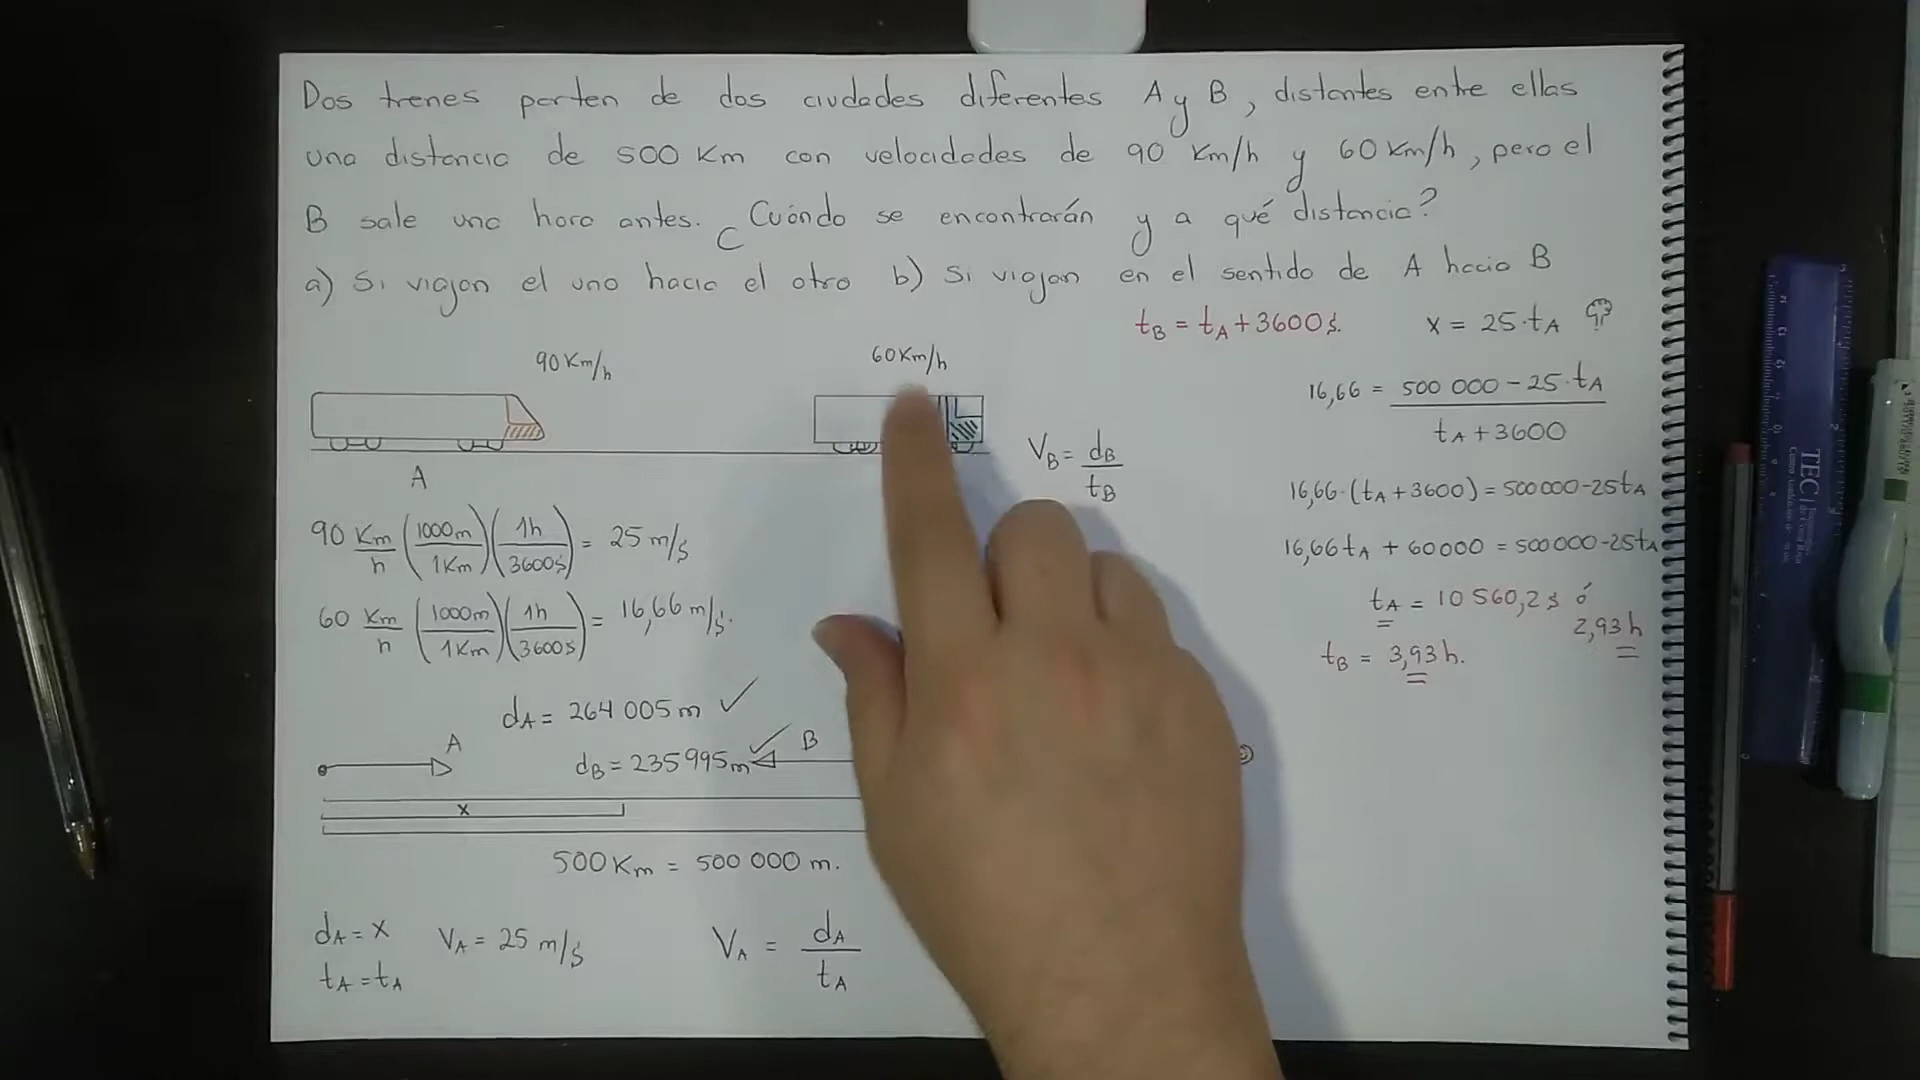 Dos trenes parten de dos ciudades diferentes A y B, distantes entre ellas
una distancia de 500 Km con velocidades de 90 Km/h y 60 Km/h, pero el
B sale una hora antes. ¿Cuándo se encontrarán y a qué distancia?
a) Si viajan el uno hacia el otro b) Si viajan en el sentido de A hacia B
tB = tA + 3600 s. x = 25·tA
90 Km/h 60 Km/h
16,66 = (500 000 - 25·tA) / (tA + 3600)
A
VB = dB / tB
16,66·(tA + 3600) = 500 000 - 25tA
90 Km/h (1000m/1Km) (1h/3600s) = 25 m/s
16,66 tA + 60000 = 500 000 - 25tA
60 Km/h (1000m/1Km) (1h/3600s) = 16,66 m/s.
tA = 10 560,2 s ó
2,93 h
tB = 3,93 h.
dA = 264 005 m ✓
A
dB = 235 995 m ✓ B
x
500 Km = 500 000 m.
dA = x VA = 25 m/s VA = dA / tA
tA = tA
TEC